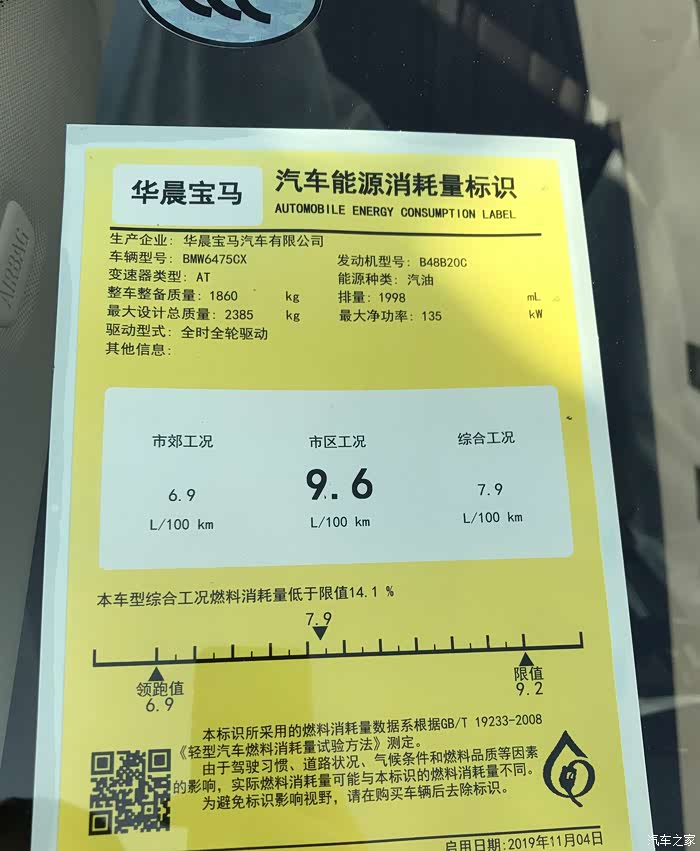 AIRBAG
华晨宝马
汽车能源消耗量标识
AUTOMOBILE ENERGY CONSUMPTION LABEL
生产企业: 华晨宝马汽车有限公司
车辆型号: BMW6475CX 发动机型号: B48B20C
变速器类型: AT 能源种类: 汽油
整车整备质量: 1860 kg 排量: 1998 mL
最大设计总质量: 2385 kg 最大净功率: 135 kW
驱动型式: 全时全轮驱动
其他信息:
市郊工况 市区工况 综合工况
6.9 9.6 7.9
L/100 km L/100 km L/100 km
本车型综合工况燃料消耗量低于限值14.1 %
7.9
领跑值 限值
6.9 9.2
本标识所采用的燃料消耗量数据系根据GB/T 19233-2008
《轻型汽车燃料消耗量试验方法》测定。
由于驾驶习惯、道路状况、气候条件和燃料品质等因素
的影响, 实际燃料消耗量可能与本标识的燃料消耗量不同。
为避免标识影响视野, 请在购买车辆后去除标识。
启用日期: 2019年11月04日
汽车之家